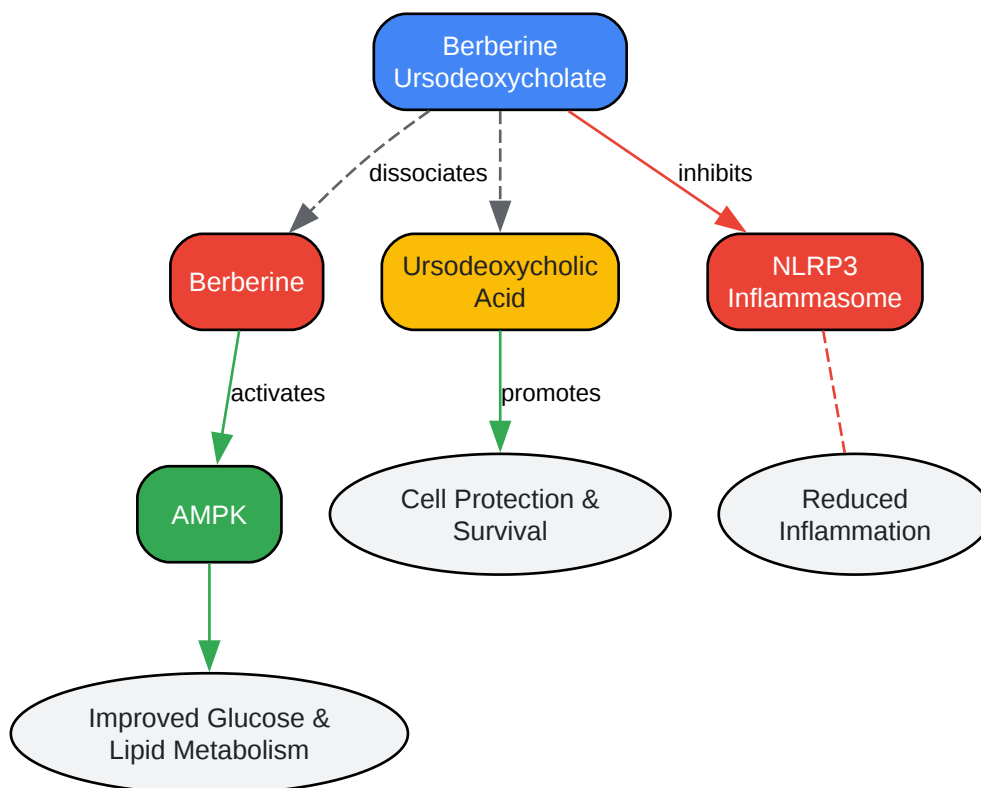 Berberine
Ursodeoxycholate
dissociates
inhibits
Berberine
Ursodeoxycholic
Acid
NLRP3
Inflammasome
activates
promotes
AMPK
Cell Protection &
Survival
Reduced
Inflammation
Improved Glucose &
Lipid Metabolism